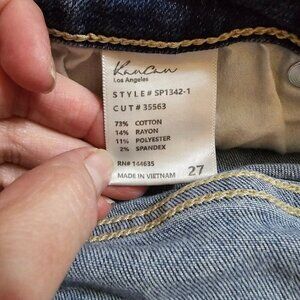 KanCan
Los Angeles
STYLE# SP1342-1
CUT# 35563
73% COTTON
14% RAYON
11% POLYESTER
2% SPANDEX
RN# 144635
MADE IN VIETNAM 27